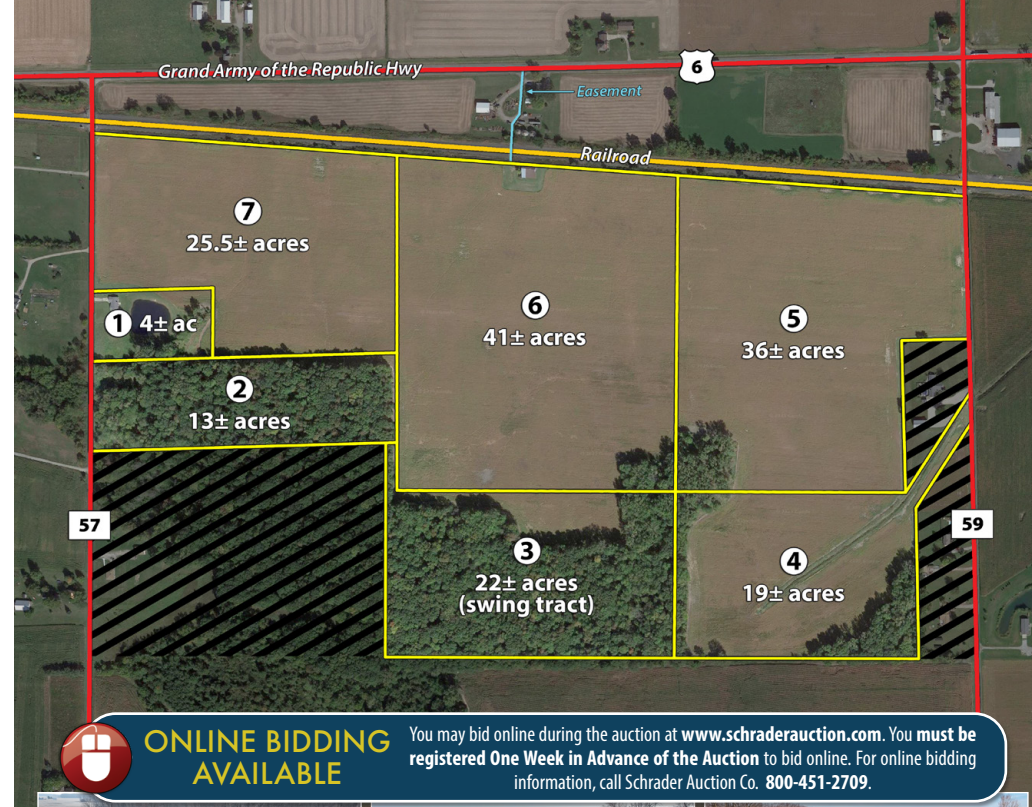 Grand Army of the Republic Hwy
6
Easement
Railroad
7
25.5± acres
1 4± ac
6
41± acres
5
36± acres
2
13± acres
57
59
3
22± acres
(swing tract)
4
19± acres
ONLINE BIDDING
AVAILABLE
You may bid online during the auction at www.schraderauction.com. You must be
registered One Week in Advance of the Auction to bid online. For online bidding
information, call Schrader Auction Co. 800-451-2709.